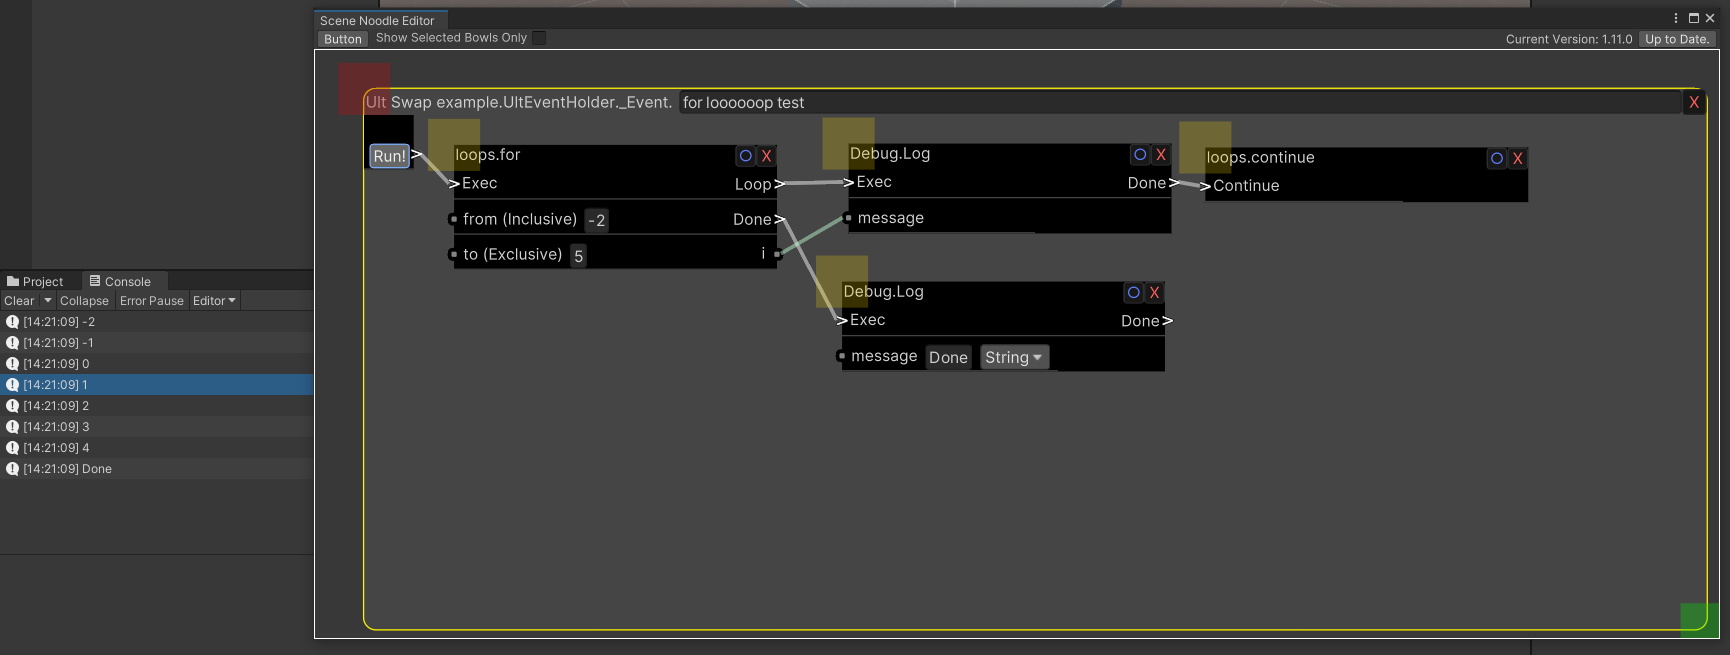 Scene Noodle Editor
Button Show Selected Bowls Only
Current Version: 1.11.0 Up to Date.
Ult Swap example.UltEventHolder._Event. for loooooop test X
Run! >
loops.for O X
>Exec Loop>
from (Inclusive) -2 Done>
to (Exclusive) 5 i
Debug.Log O X
>Exec Done>
message
loops.continue O X
>Continue
Debug.Log O X
>Exec Done>
message Done String
Project Console
Clear Collapse Error Pause Editor
[14:21:09] -2
[14:21:09] -1
[14:21:09] 0
[14:21:09] 1
[14:21:09] 2
[14:21:09] 3
[14:21:09] 4
[14:21:09] Done